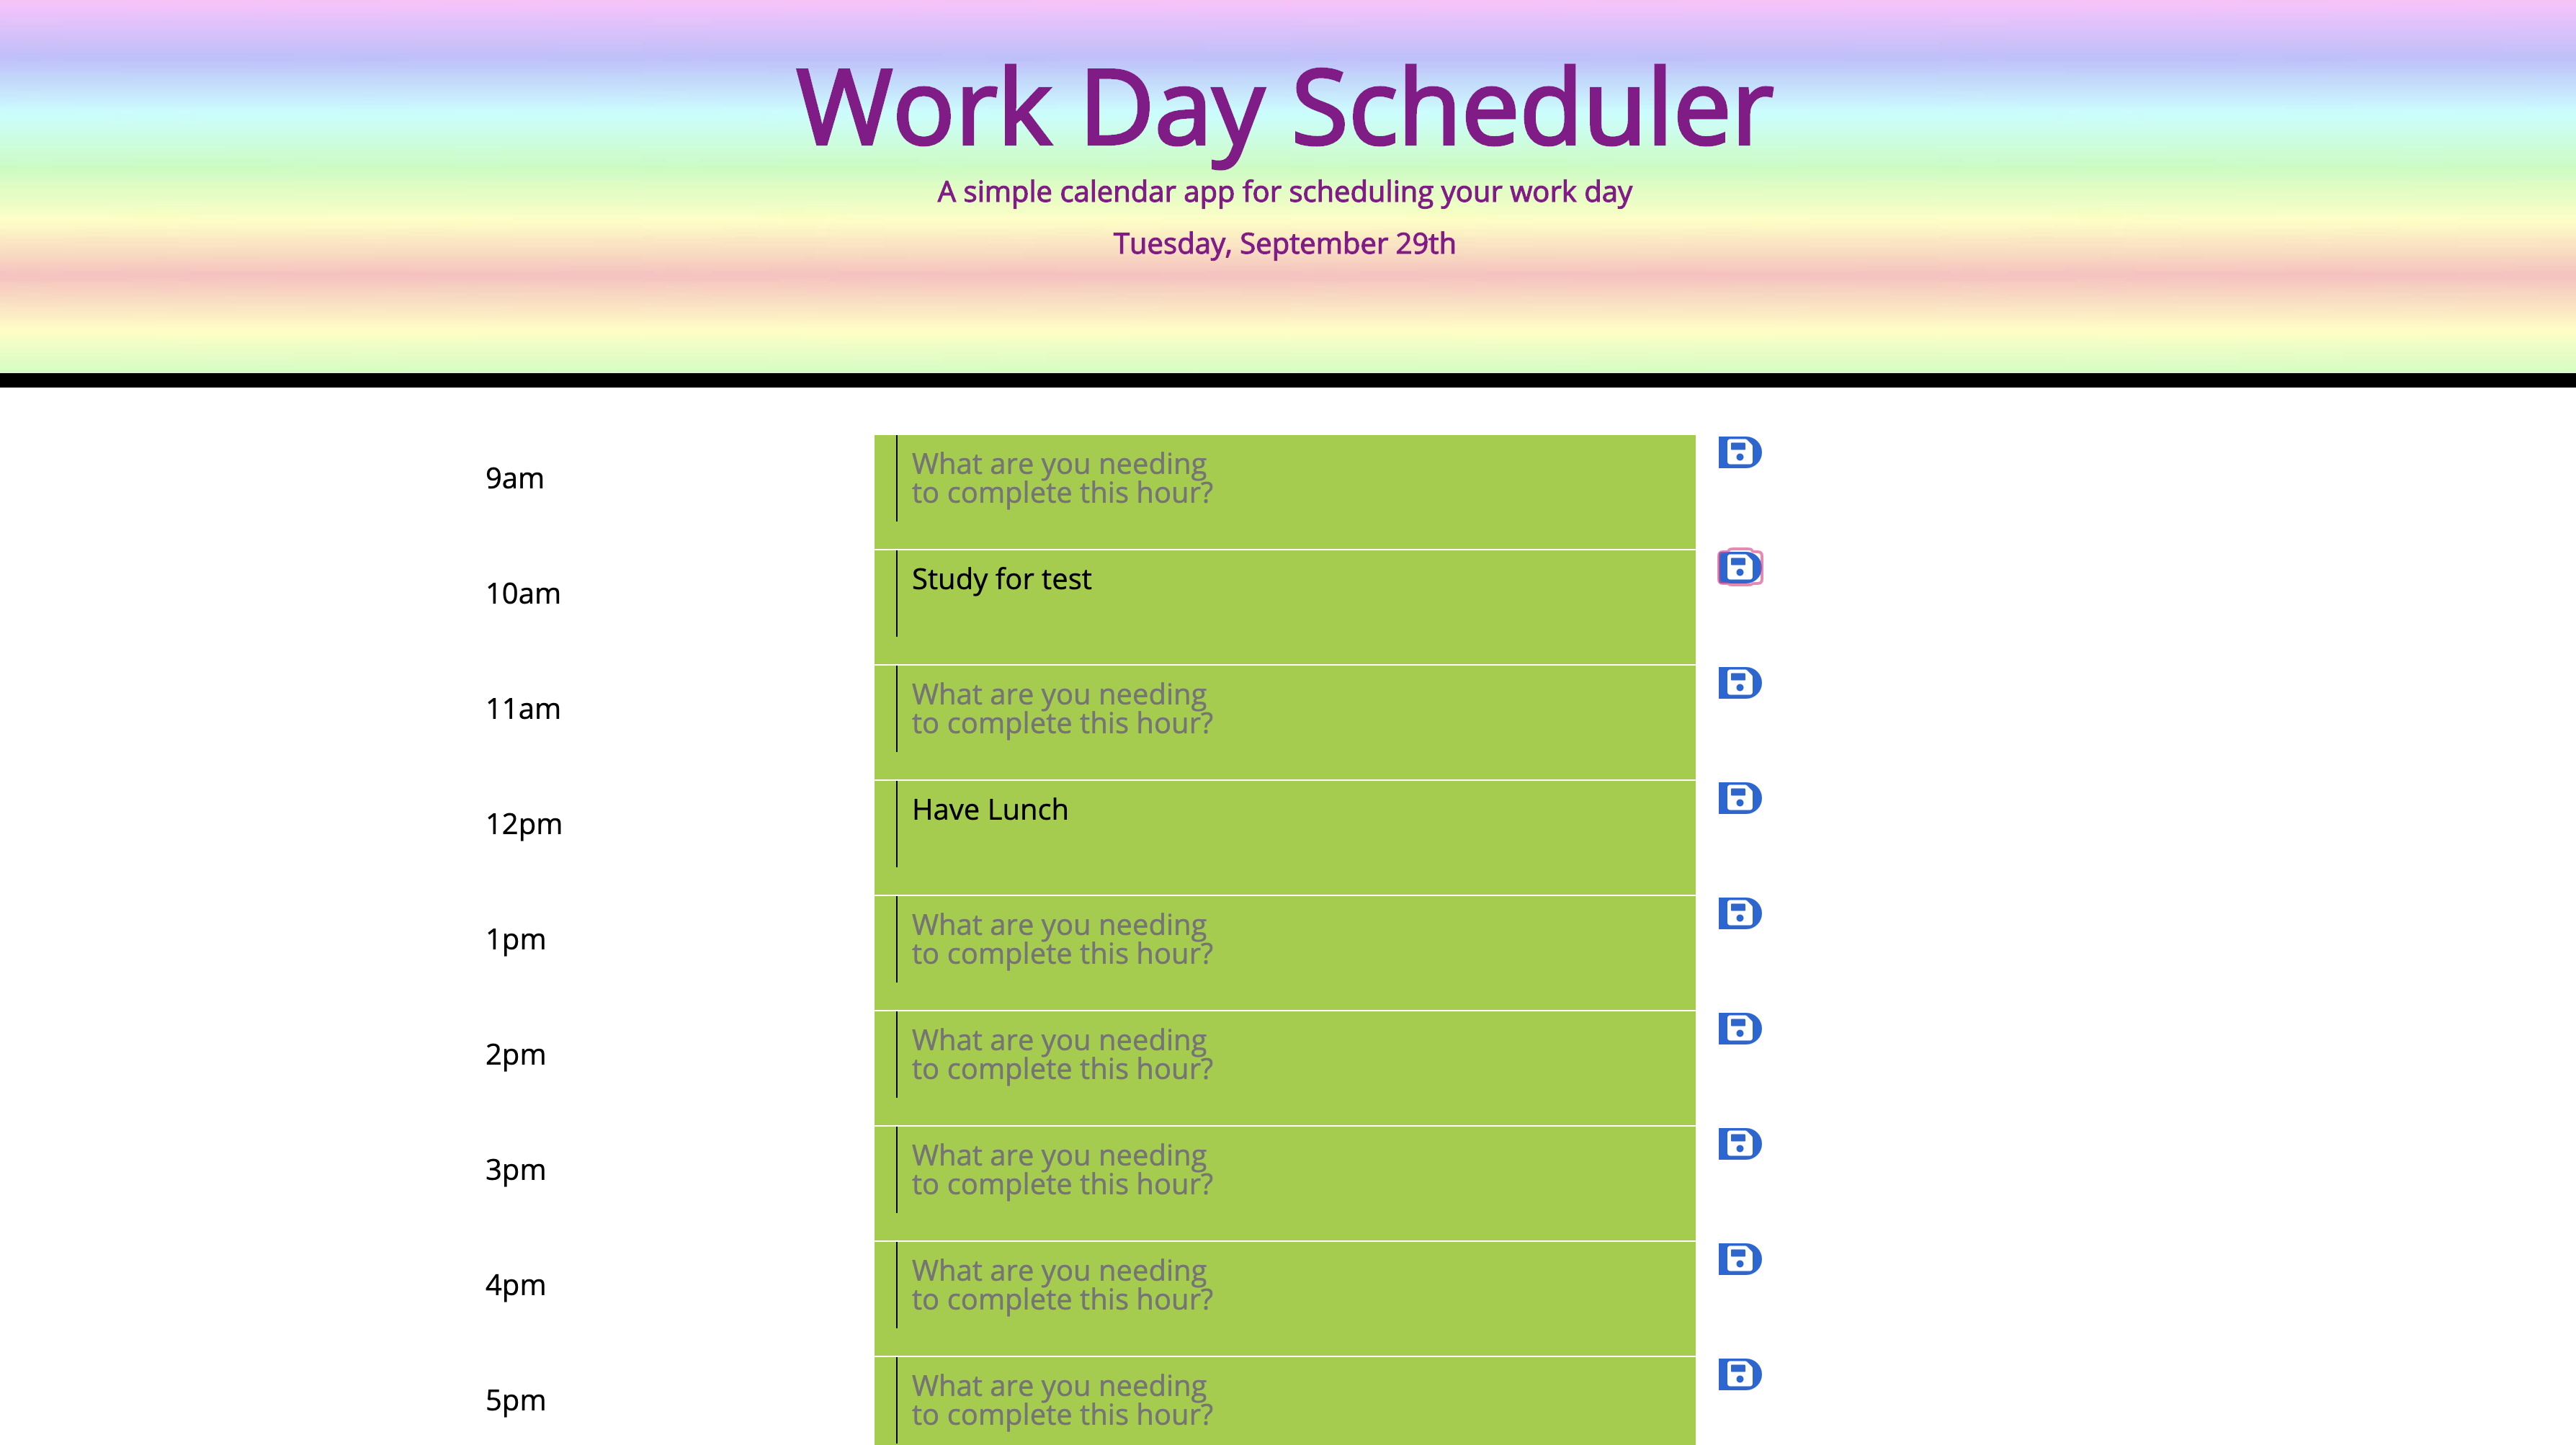 Work Day Scheduler
A simple calendar app for scheduling your work day
Tuesday, September 29th
9am
What are you needing
to complete this hour?
10am
Study for test
11am
What are you needing
to complete this hour?
12pm
Have Lunch
1pm
What are you needing
to complete this hour?
2pm
What are you needing
to complete this hour?
3pm
What are you needing
to complete this hour?
4pm
What are you needing
to complete this hour?
5pm
What are you needing
to complete this hour?